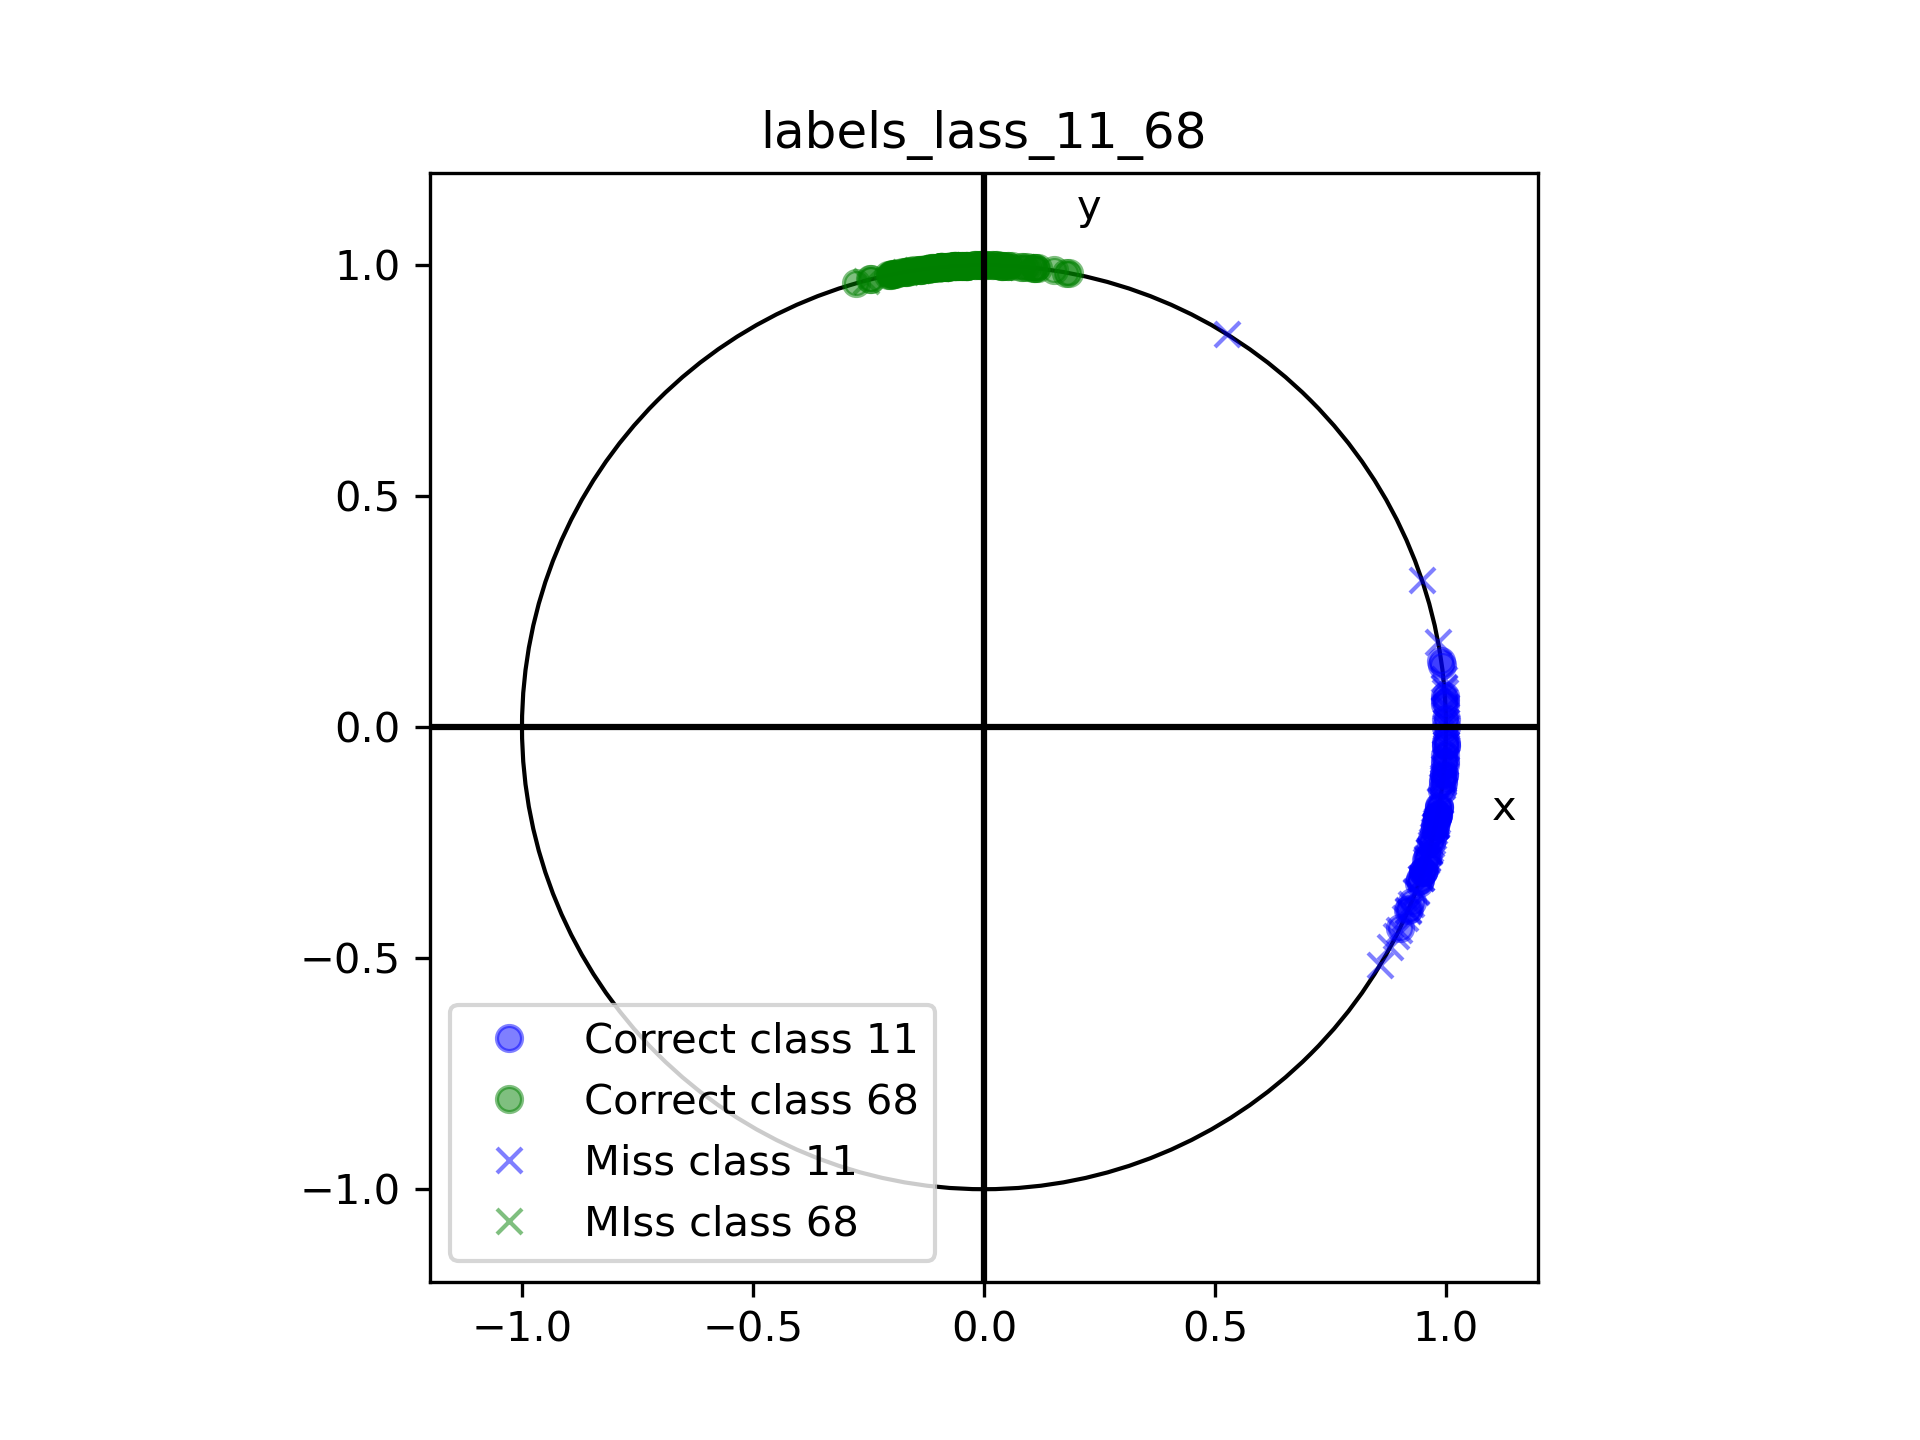 labels_lass_11_68
y
1.0
0.5
0.0
x
−0.5
−1.0
Correct class 11
Correct class 68
Miss class 11
MIss class 68
−1.0 −0.5 0.0 0.5 1.0